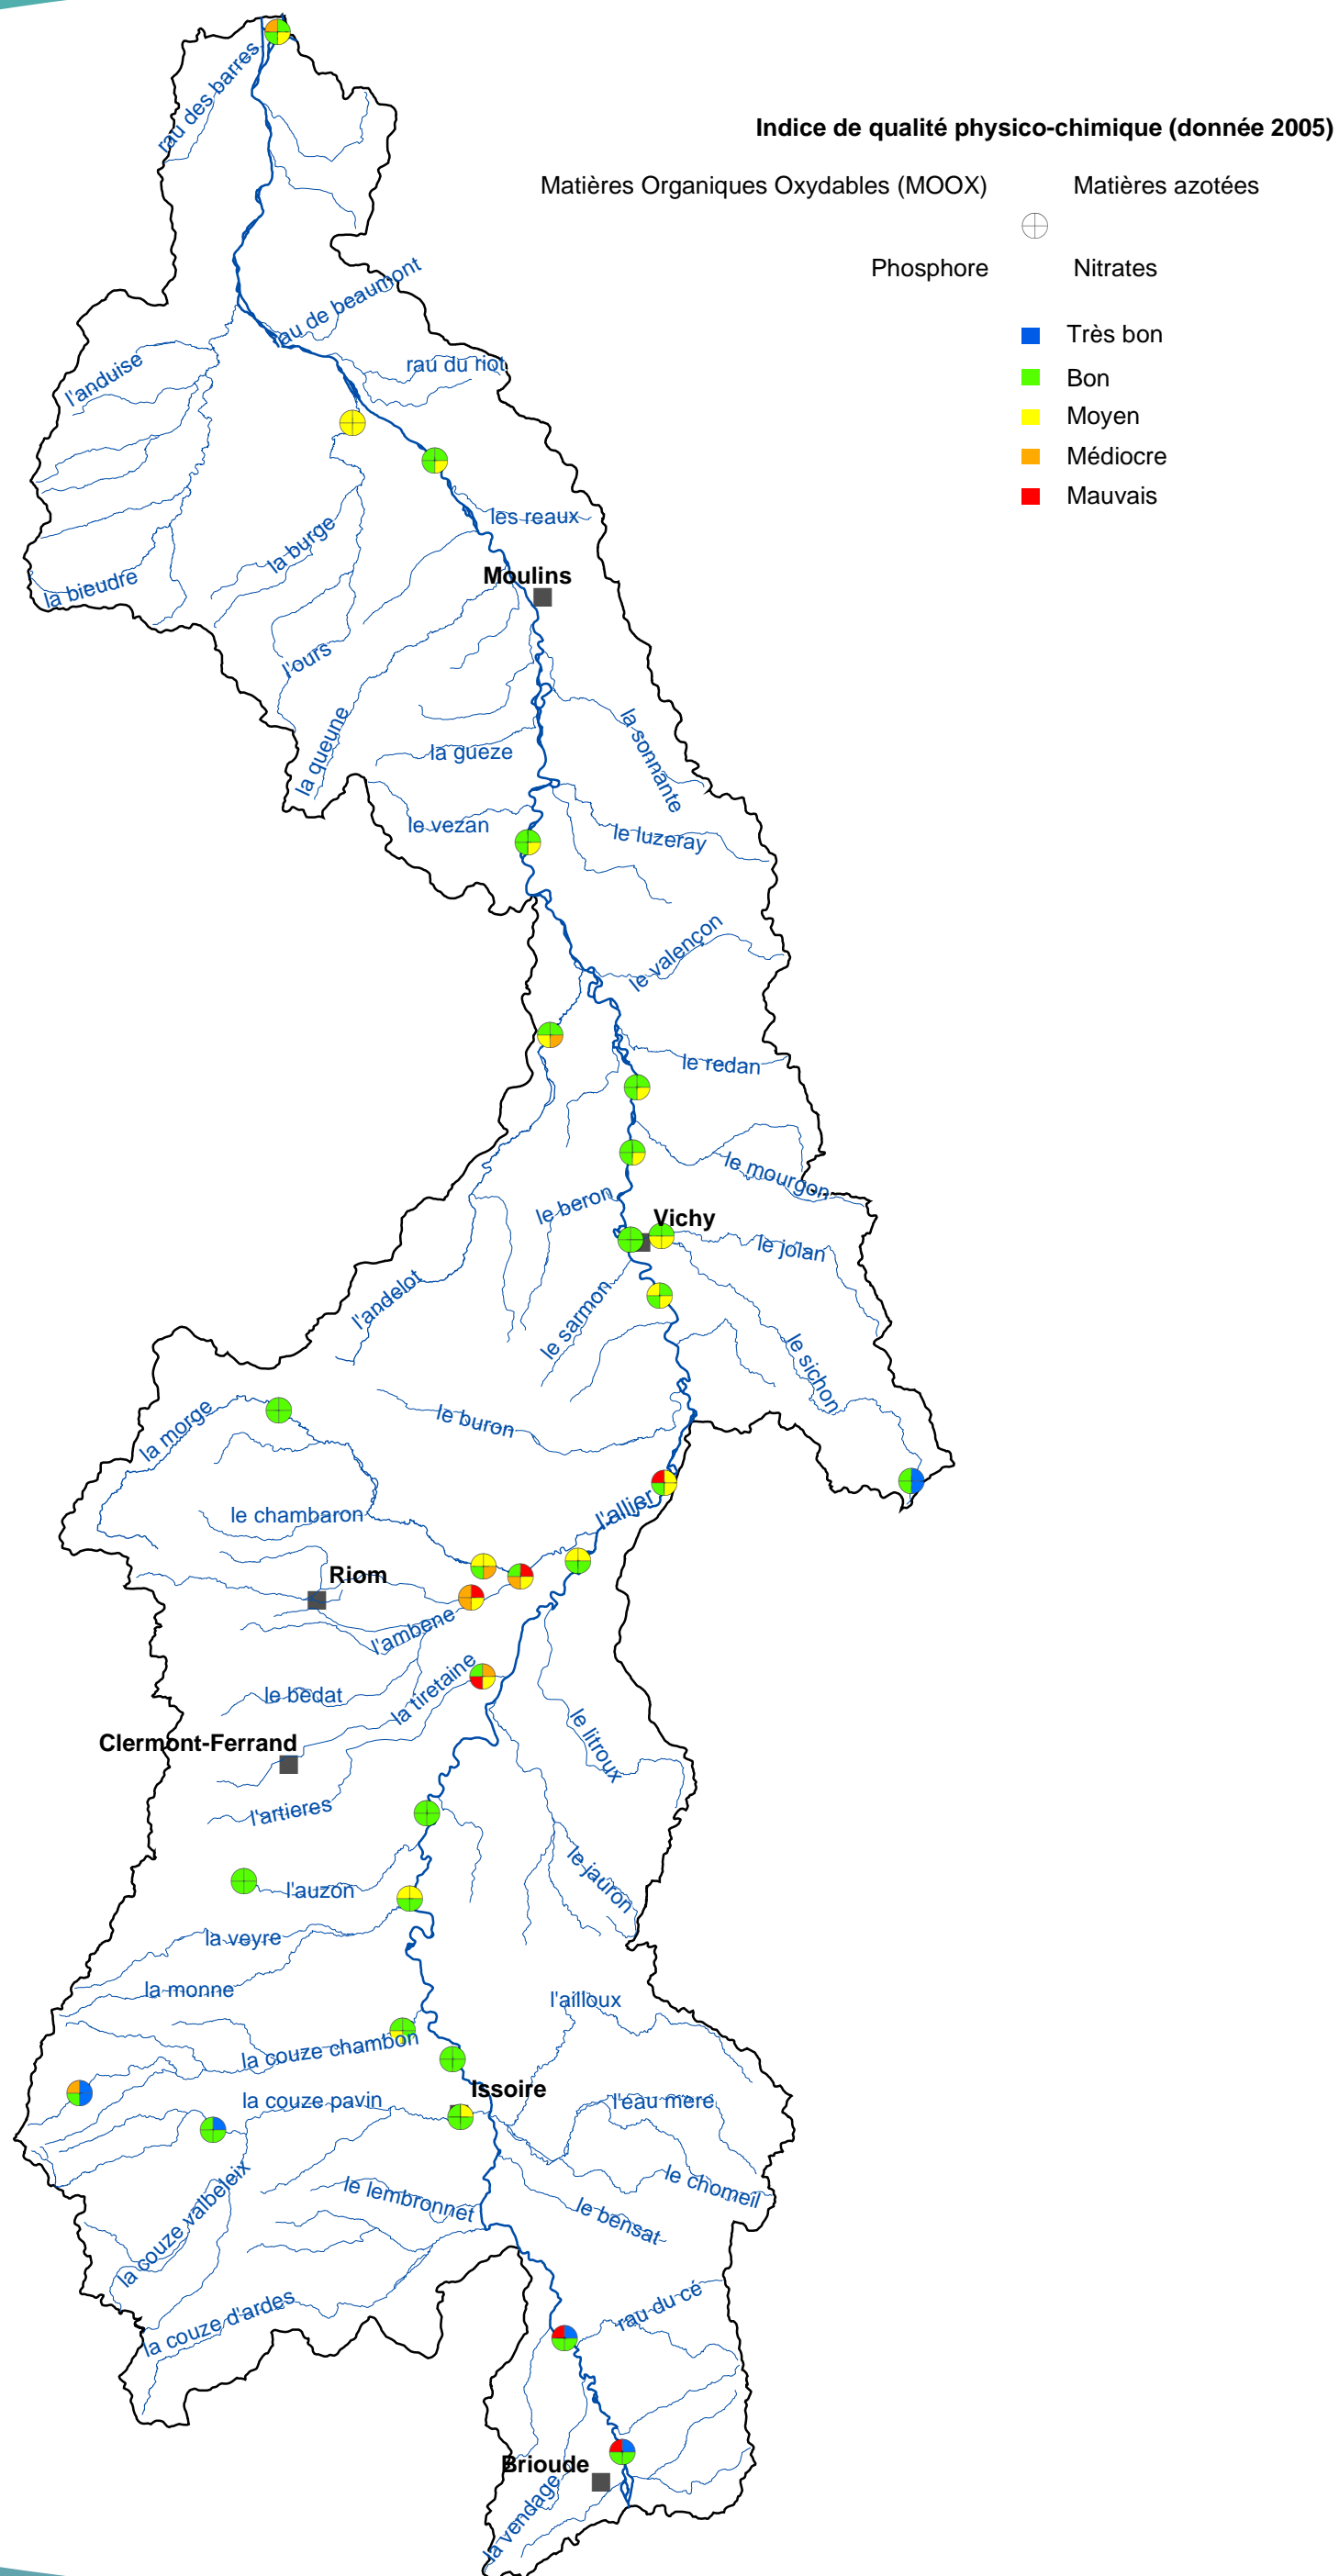 Indice de qualité physico-chimique (donnée 2005)
Matières Organiques Oxydables (MOOX)
Matières azotées
Phosphore
Nitrates
Très bon
Bon
Moyen
Médiocre
Mauvais
rau des barres
rau de beaumont
rau du riot
l'anduise
les reaux
la burge
Moulins
la bieudre
l'ours
la queune
la sonnante
la gueze
le vezan
le luzeray
le valençon
le redan
le mourgon
le beron
Vichy
le jolan
l'andelot
le sarmon
le sichon
la morge
le buron
l'allier
le chambaron
Riom
l'ambene
la tiretaine
le bedat
le litroux
Clermont-Ferrand
l'artieres
le jauron
l'auzon
la veyre
la monne
l'ailloux
la couze chambon
la couze pavin
Issoire
l'eau mere
le chomeil
la couze valbeleix
le lembronnet
le bensat
la couze d'ardes
rau du cé
Brioude
la vendage